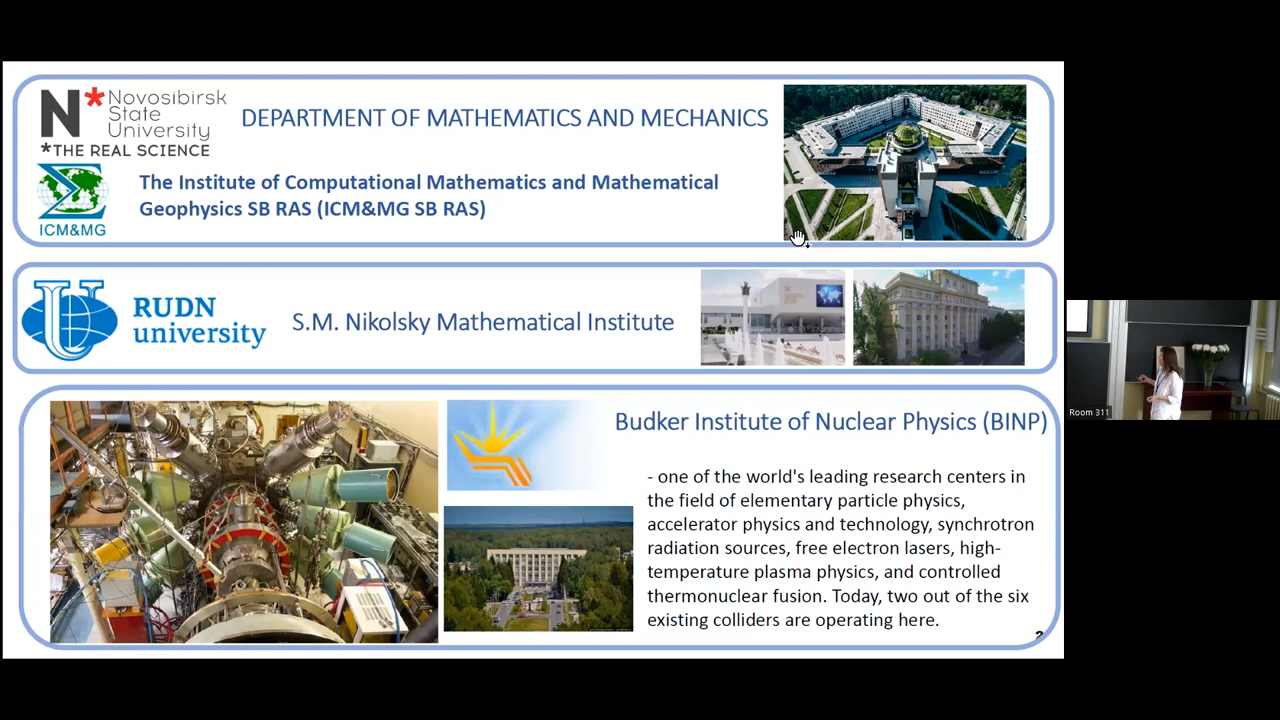 N* Novosibirsk
State
University
*THE REAL SCIENCE
DEPARTMENT OF MATHEMATICS AND MECHANICS
The Institute of Computational Mathematics and Mathematical
Geophysics SB RAS (ICM&MG SB RAS)
ICM&MG
RUDN
university
S.M. Nikolsky Mathematical Institute
Budker Institute of Nuclear Physics (BINP)
- one of the world's leading research centers in
the field of elementary particle physics,
accelerator physics and technology, synchrotron
radiation sources, free electron lasers, high-
temperature plasma physics, and controlled
thermonuclear fusion. Today, two out of the six
existing colliders are operating here.
Room 311